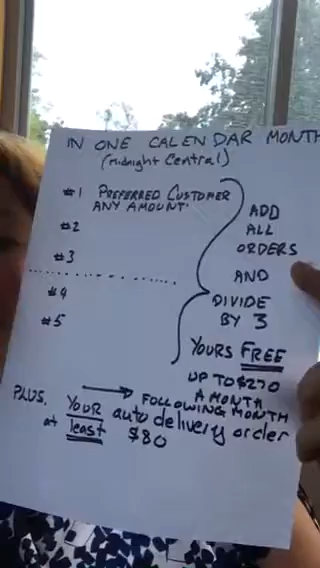 IN ONE CALENDAR MONTH
(midnight Central)
#1 PREFERRED CUSTOMER
ANY AMOUNT.
#2
#3
#4
#5
ADD
ALL
ORDERS
AND
DIVIDE
BY 3
YOURS FREE
UP TO $270
A MONTH
FOLLOWING MONTH
PLUS, YOUR auto delivery order
at least $80